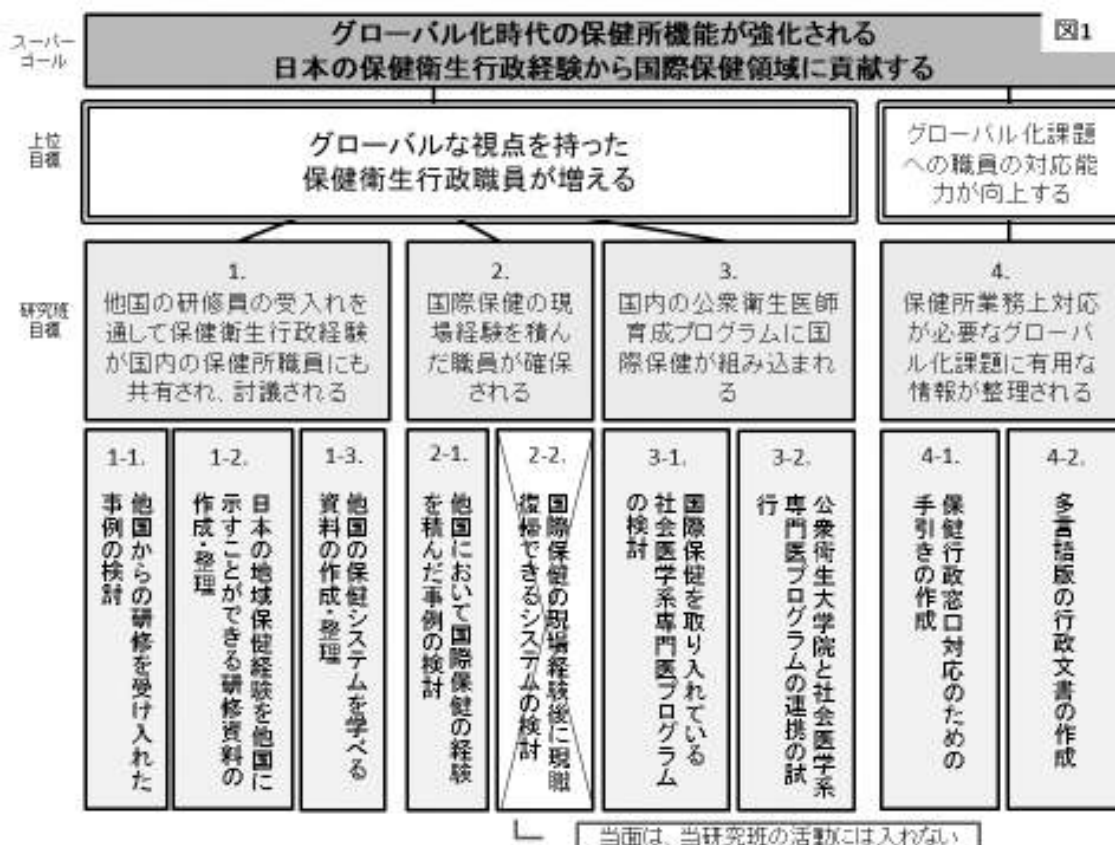 図1
スーパー
ゴール
グローバル化時代の保健所機能が強化される
日本の保健衛生行政経験から国際保健領域に貢献する
上位
目標
グローバルな視点を持った
保健衛生行政職員が増える
グローバル化課題
への職員の対応能
力が向上する
研究班
目標
1.
他国の研修員の受入れを
通して保健衛生行政経験
が国内の保健所職員にも
共有され、討議される
2.
国際保健の現
場経験を積ん
だ職員が確保
される
3.
国内の公衆衛生医師
育成プログラムに国
際保健が組み込まれ
る
4.
保健所業務上対応
が必要なグローバ
ル化課題に有用な
情報が整理される
1-1.
他国からの研修を受け入れた
事例の検討
1-2.
日本の地域保健経験を他国に
示すことができる研修資料の
作成・整理
1-3.
他国の保健システムを学べる
資料の作成・整理
2-1.
他国において国際保健の経験
を積んだ事例の検討
2-2.
国際保健の現場経験後に現職
復帰できるシステムの検討
3-1.
国際保健を取り入れている
社会医学系専門医プログラム
の検討
3-2.
公衆衛生大学院と社会医学系
専門医プログラムの連携の試
行
4-1.
保健行政窓口対応のための
手引きの作成
4-2.
多言語版の行政文書の作成
当面は、当研究班の活動には入れない